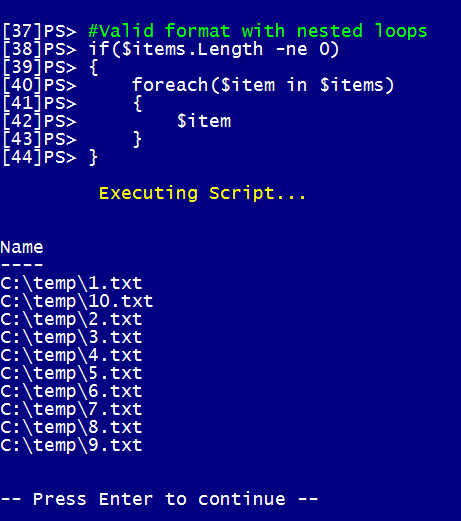 [37]PS> #Valid format with nested loops
[38]PS> if($items.Length -ne 0)
[39]PS> {
[40]PS>     foreach($item in $items)
[41]PS>     {
[42]PS>         $item
[43]PS>     }
[44]PS> }
Executing Script...
Name
----
C:\temp\1.txt
C:\temp\10.txt
C:\temp\2.txt
C:\temp\3.txt
C:\temp\4.txt
C:\temp\5.txt
C:\temp\6.txt
C:\temp\7.txt
C:\temp\8.txt
C:\temp\9.txt
-- Press Enter to continue --